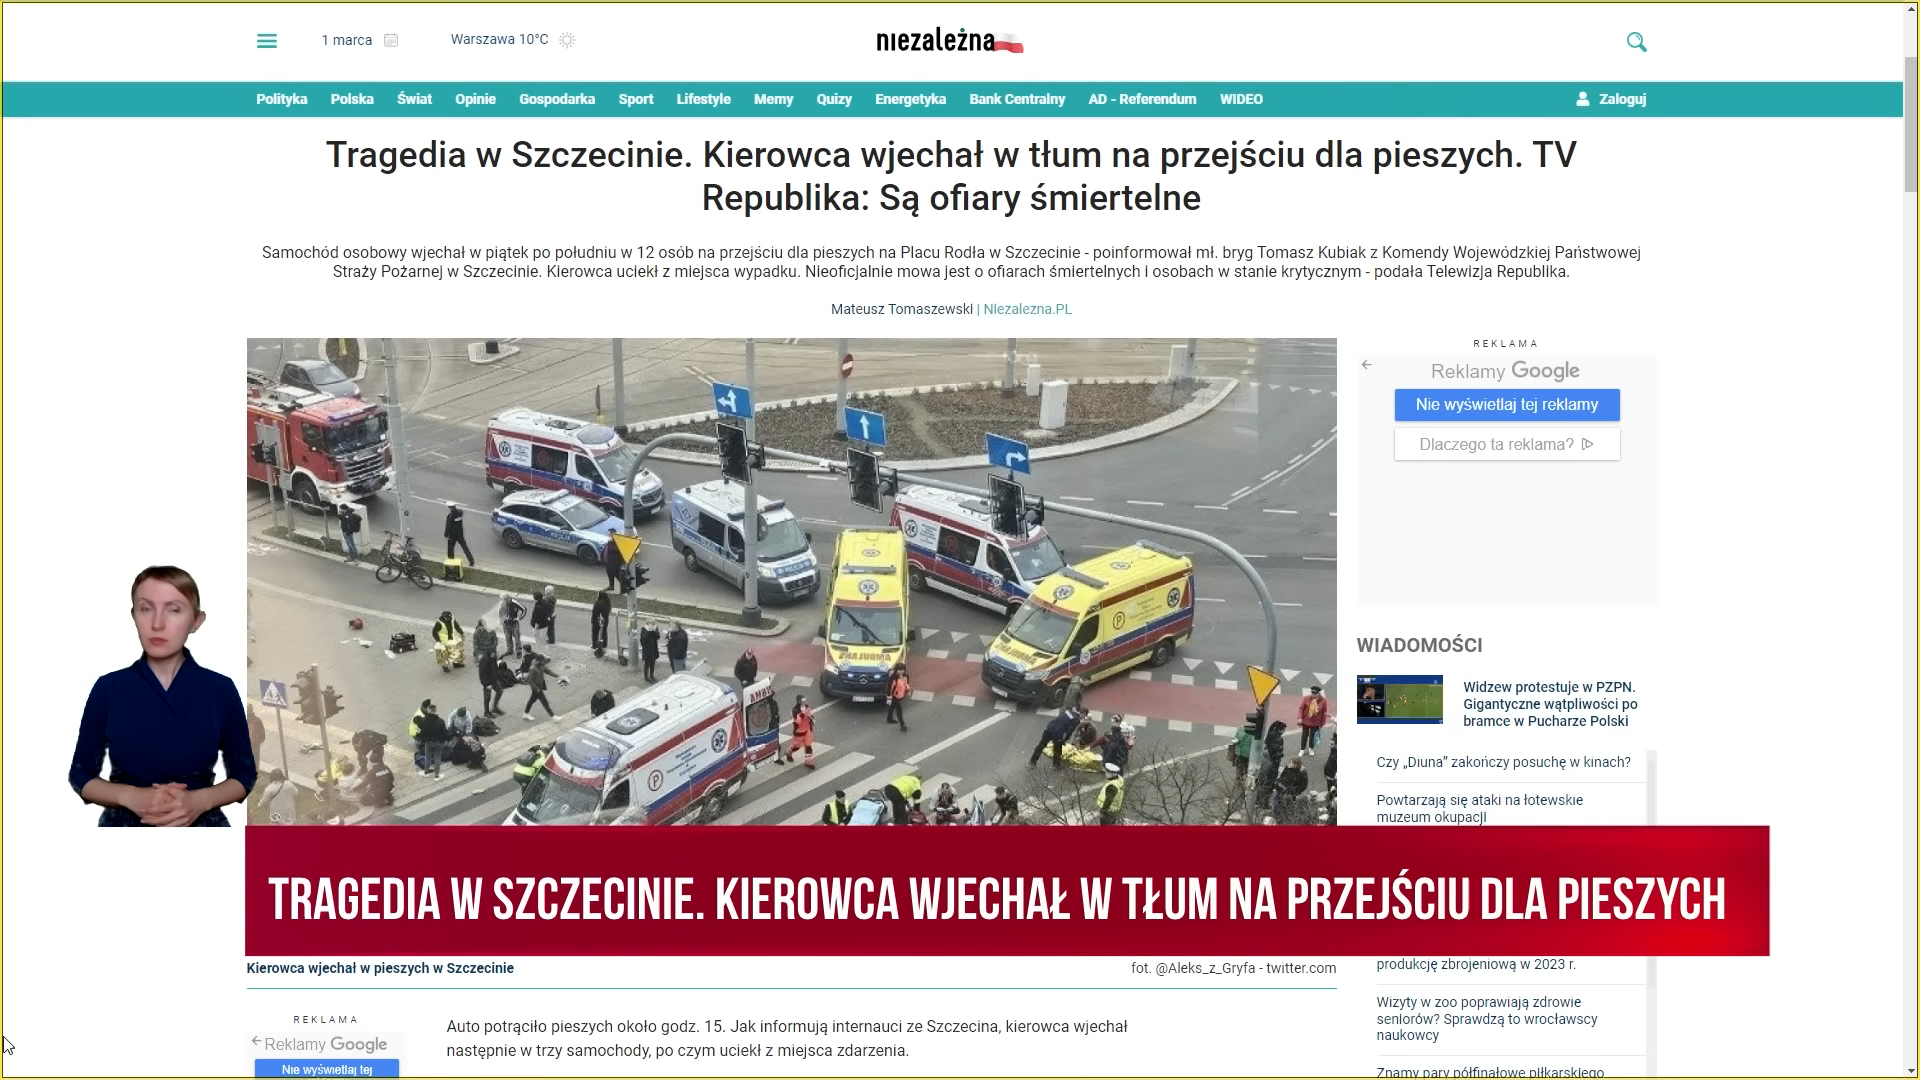 1 marca
Warszawa 10°C
niezależna
Polityka Polska Świat Opinie Gospodarka Sport Lifestyle Memy Quizy Energetyka Bank Centralny AD - Referendum WIDEO Zaloguj
Tragedia w Szczecinie. Kierowca wjechał w tłum na przejściu dla pieszych. TV
Republika: Są ofiary śmiertelne
Samochód osobowy wjechał w piątek po południu w 12 osób na przejściu dla pieszych na Placu Rodła w Szczecinie - poinformował mł. bryg Tomasz Kubiak z Komendy Wojewódzkiej Państwowej
Straży Pożarnej w Szczecinie. Kierowca uciekł z miejsca wypadku. Nieoficjalnie mowa jest o ofiarach śmiertelnych i osobach w stanie krytycznym - podała Telewizja Republika.
Mateusz Tomaszewski | Niezalezna.PL
REKLAMA
Reklamy Google
Nie wyświetlaj tej reklamy
Dlaczego ta reklama?
WIADOMOŚCI
Widzew protestuje w PZPN.
Gigantyczne wątpliwości po
bramce w Pucharze Polski
Czy „Diuna” zakończy posuchę w kinach?
Powtarzają się ataki na łotewskie
muzeum okupacji
TRAGEDIA W SZCZECINIE. KIEROWCA WJECHAŁ W TŁUM NA PRZEJŚCIU DLA PIESZYCH
produkcję zbrojeniową w 2023 r.
Kierowca wjechał w pieszych w Szczecinie
fot. @Aleks_z_Gryfa - twitter.com
Wizyty w zoo poprawiają zdrowie
seniorów? Sprawdzą to wrocławscy
naukowcy
REKLAMA
Reklamy Google
Nie wyświetlaj tej
Auto potrąciło pieszych około godz. 15. Jak informują internauci ze Szczecina, kierowca wjechał
następnie w trzy samochody, po czym uciekł z miejsca zdarzenia.
Znamy pary półfinałowe piłkarskiego